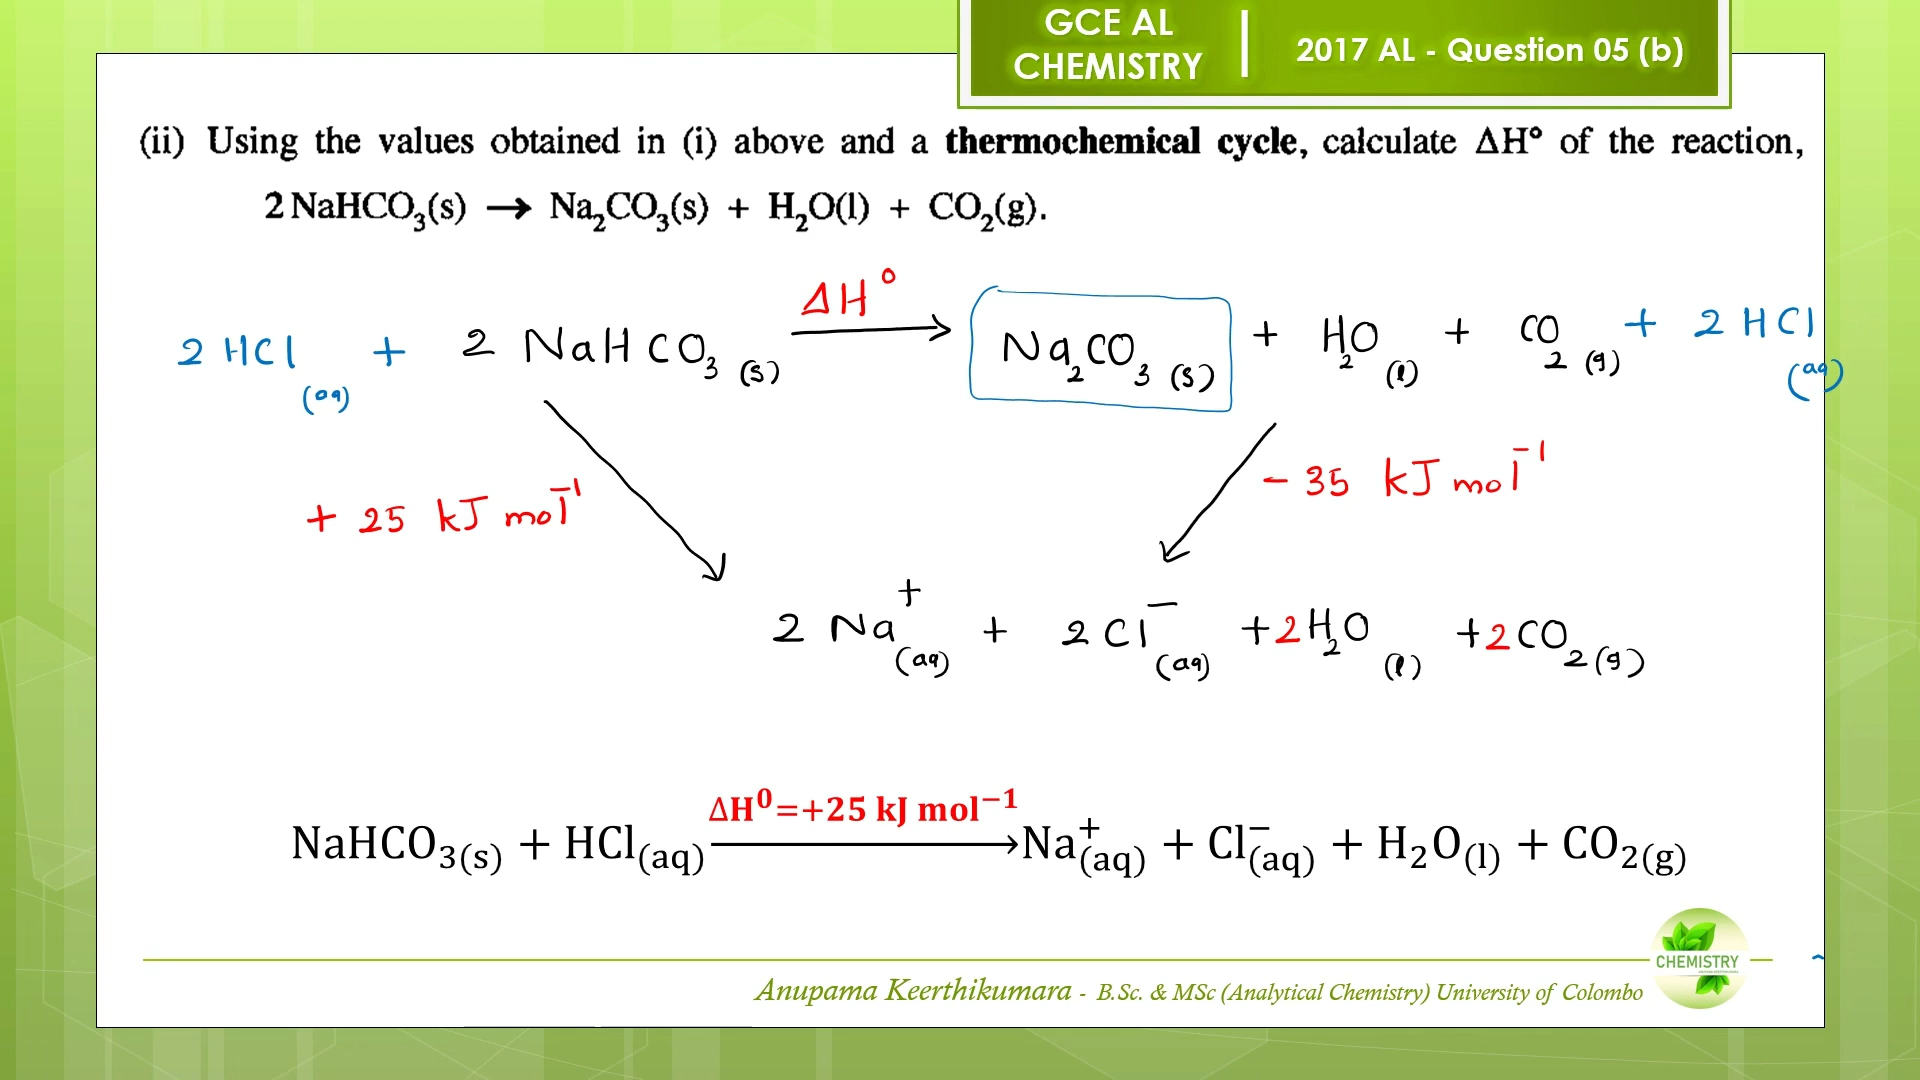 GCE AL
CHEMISTRY
2017 AL - Question 05 (b)
(ii) Using the values obtained in (i) above and a thermochemical cycle, calculate ΔH° of the reaction,
2 NaHCO₃(s) → Na₂CO₃(s) + H₂O(l) + CO₂(g).
ΔH°
2 HCl (aq) + 2 NaHCO₃ (s) → Na₂CO₃ (s) + H₂O (l) + CO₂ (g) + 2 HCl (aq)
- 35 kJ mol⁻¹
+ 25 kJ mol⁻¹
2 Na⁺ (aq) + 2 Cl⁻ (aq) + 2H₂O (l) + 2CO₂ (g)
ΔH⁰=+25 kJ mol⁻¹
NaHCO₃(s) + HCl(aq) → Na⁺(aq) + Cl⁻(aq) + H₂O(l) + CO₂(g)
CHEMISTRY
Anupama Keerthikumara - B.Sc. & MSc (Analytical Chemistry) University of Colombo